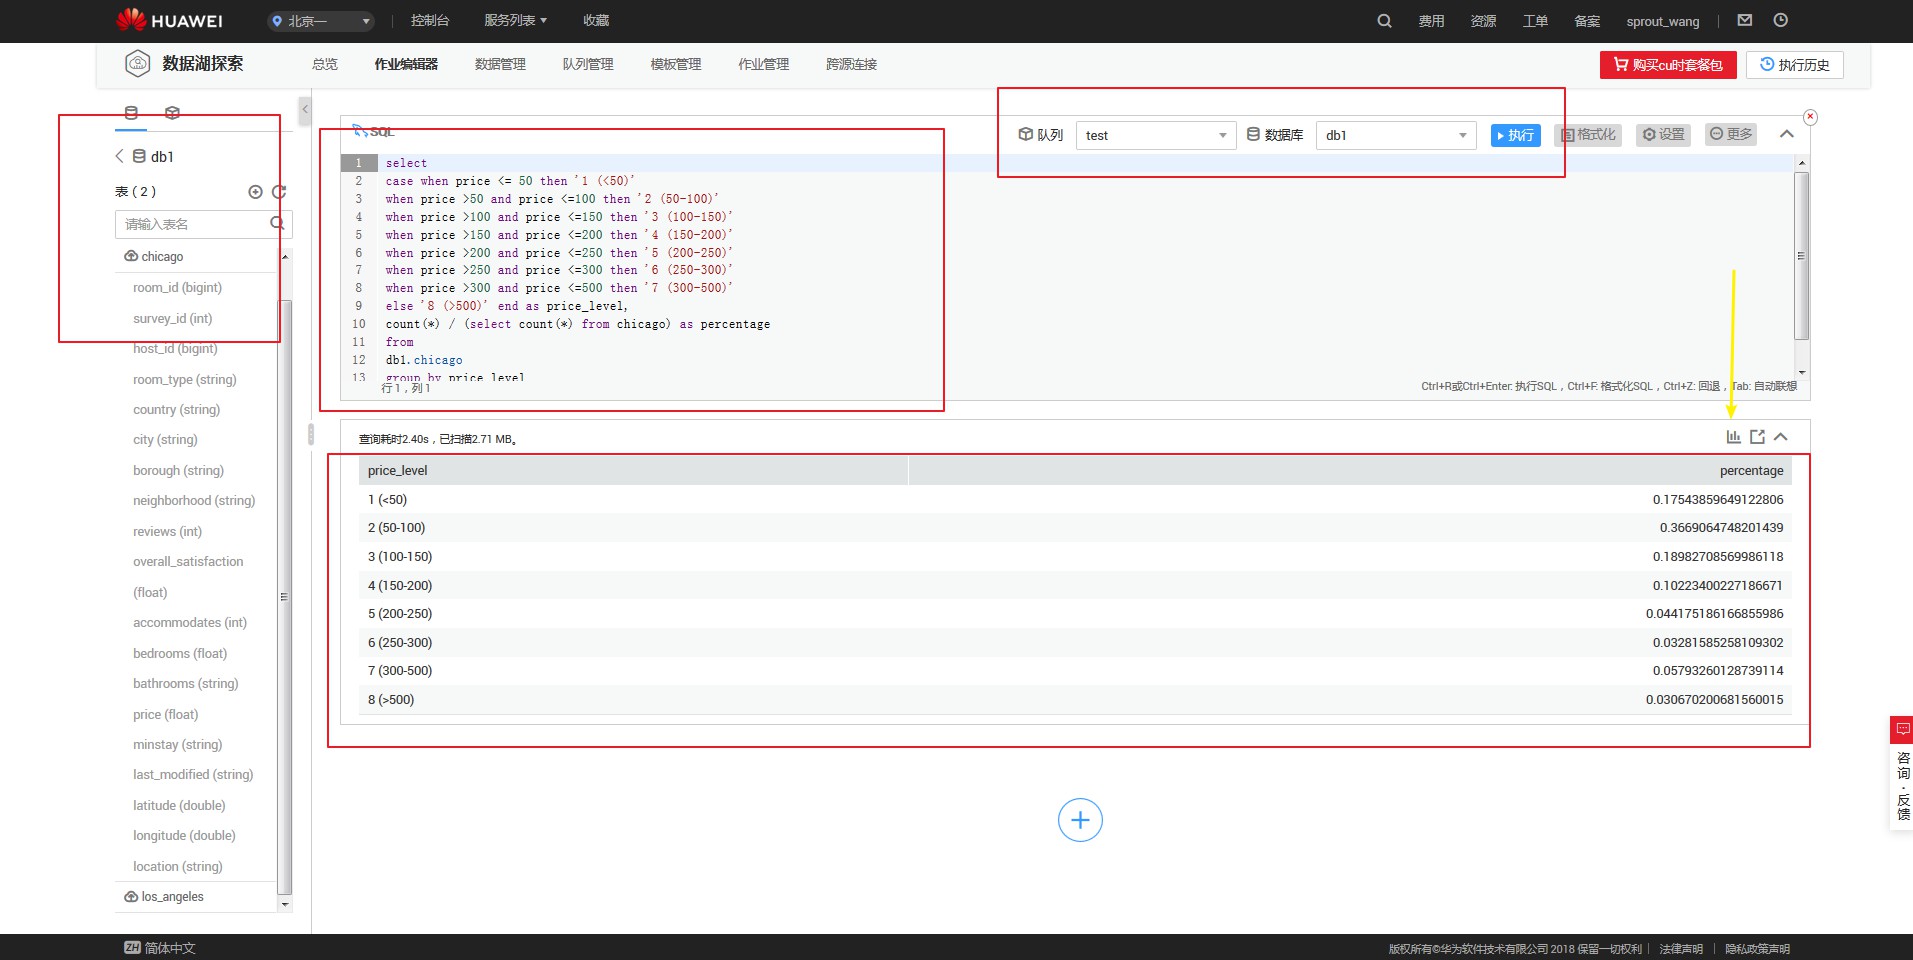 HUAWEI 北京一 控制台 服务列表 收藏 费用 资源 工单 备案 sprout_wang
数据湖探索 总览 作业编辑器 数据管理 队列管理 模板管理 作业管理 跨源连接 购买cu时套餐包 执行历史
db1
表 ( 2 )
请输入表名
chicago
room_id (bigint)
survey_id (int)
host_id (bigint)
room_type (string)
country (string)
city (string)
borough (string)
neighborhood (string)
reviews (int)
overall_satisfaction
(float)
accommodates (int)
bedrooms (float)
bathrooms (string)
price (float)
minstay (string)
last_modified (string)
latitude (double)
longitude (double)
location (string)
los_angeles
SQL 队列 test 数据库 db1 执行 格式化 设置 更多
1 select
2 case when price <= 50 then '1 (<50)'
3 when price >50 and price <=100 then '2 (50-100)'
4 when price >100 and price <=150 then '3 (100-150)'
5 when price >150 and price <=200 then '4 (150-200)'
6 when price >200 and price <=250 then '5 (200-250)'
7 when price >250 and price <=300 then '6 (250-300)'
8 when price >300 and price <=500 then '7 (300-500)'
9 else '8 (>500)' end as price_level,
10 count(*) / (select count(*) from chicago) as percentage
11 from
12 db1.chicago
13 group by price_level
行 1 , 列 1 Ctrl+R或Ctrl+Enter: 执行SQL , Ctrl+F: 格式化SQL , Ctrl+Z: 回退 , Tab: 自动联想
查询耗时2.40s , 已扫描2.71 MB。
price_level percentage
1 (<50) 0.17543859649122806
2 (50-100) 0.3669064748201439
3 (100-150) 0.18982708569986118
4 (150-200) 0.10223400227186671
5 (200-250) 0.044175186166855986
6 (250-300) 0.03281585258109302
7 (300-500) 0.05793260128739114
8 (>500) 0.030670200681560015
咨询·反馈
ZH 简体中文 版权所有©华为软件技术有限公司 2018 保留一切权利 法律声明 隐私政策声明